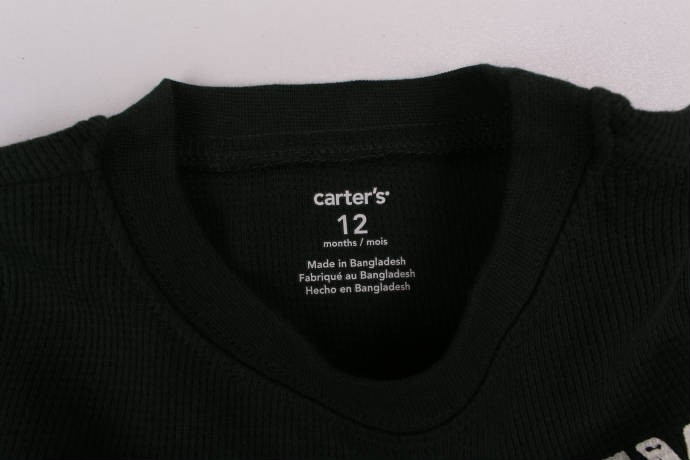 carter's
12
months / mois
Made in Bangladesh
Fabriqué au Bangladesh
Hecho en Bangladesh